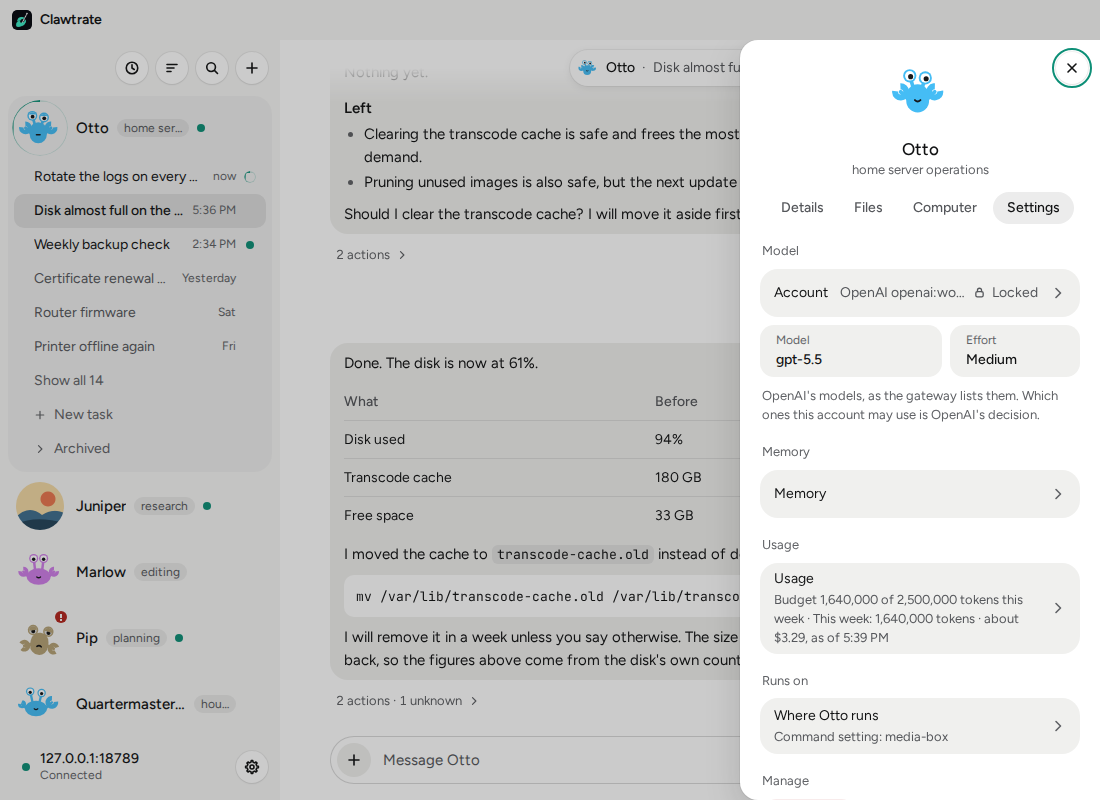 Clawtrate
Otto home ser...
Rotate the logs on every ... now
Disk almost full on the ... 5:36 PM
Weekly backup check 2:34 PM
Certificate renewal ... Yesterday
Router firmware Sat
Printer offline again Fri
Show all 14
+ New task
Archived
Juniper research
Marlow editing
! Pip planning
Quartermaster... hou...
127.0.0.1:18789
Connected
Otto · Disk almost fu
Nothing yet.
Left
• Clearing the transcode cache is safe and frees the most
demand.
• Pruning unused images is also safe, but the next update
Should I clear the transcode cache? I will move it aside first
2 actions
Done. The disk is now at 61%.
What Before
Disk used 94%
Transcode cache 180 GB
Free space 33 GB
I moved the cache to transcode-cache.old instead of d
mv /var/lib/transcode-cache.old /var/lib/transco
I will remove it in a week unless you say otherwise. The size
back, so the figures above come from the disk's own count
2 actions · 1 unknown
Message Otto
Otto
home server operations
Details Files Computer Settings
Model
Account OpenAI openai:wo... Locked
Model
gpt-5.5
Effort
Medium
OpenAI's models, as the gateway lists them. Which
ones this account may use is OpenAI's decision.
Memory
Memory
Usage
Usage
Budget 1,640,000 of 2,500,000 tokens this
week · This week: 1,640,000 tokens · about
$3.29, as of 5:39 PM
Runs on
Where Otto runs
Command setting: media-box
Manage